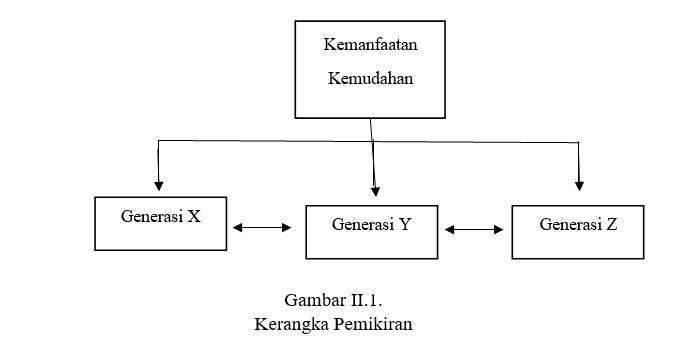 Kemanfaatan
Kemudahan
Generasi X
Generasi Y
Generasi Z
Gambar II.1.
Kerangka Pemikiran